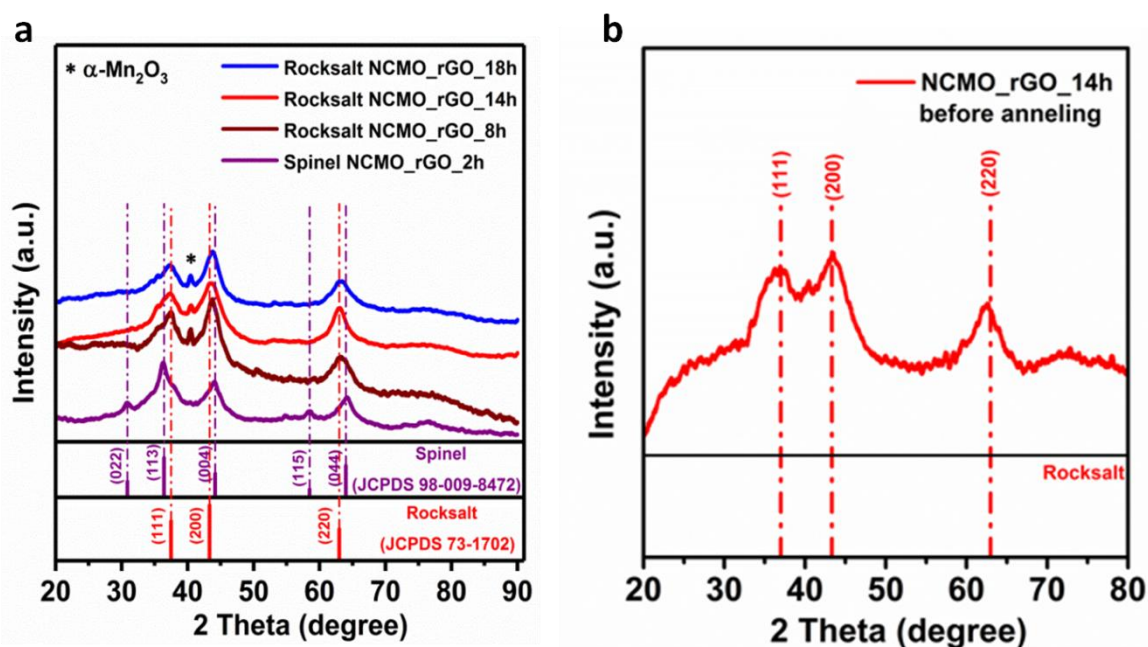 a
* α-Mn₂O₃
Rocksalt NCMO_rGO_18h
Rocksalt NCMO_rGO_14h
Rocksalt NCMO_rGO_8h
Spinel NCMO_rGO_2h
*
Intensity (a.u.)
(022)
(113)
(004)
(115)
(044)
Spinel
(JCPDS 98-009-8472)
(111)
(200)
(220)
Rocksalt
(JCPDS 73-1702)
20 30 40 50 60 70 80 90
2 Theta (degree)
b
NCMO_rGO_14h
before anneling
(111)
(200)
(220)
Intensity (a.u.)
Rocksalt
20 30 40 50 60 70 80
2 Theta (degree)